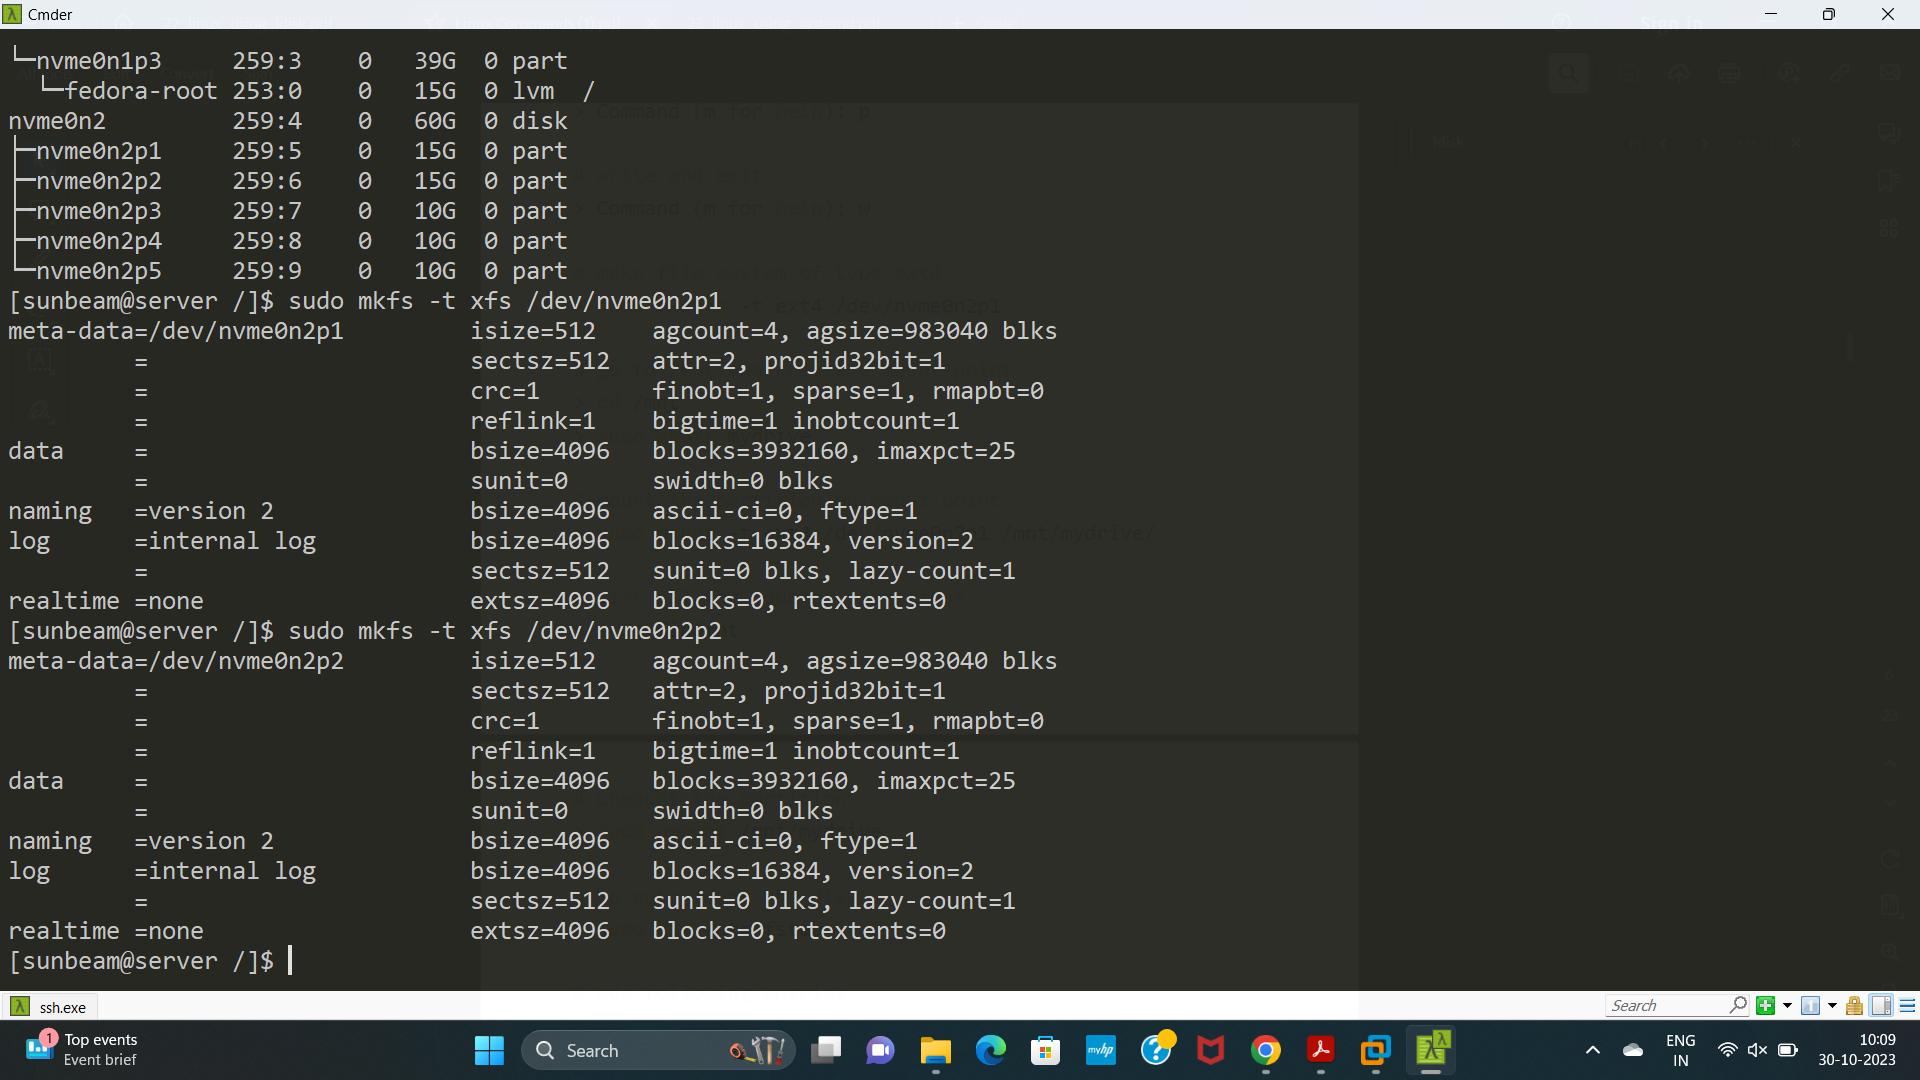 Cmder
└─nvme0n1p3     259:3    0   39G  0 part
  └─fedora-root 253:0    0   15G  0 lvm  /
nvme0n2         259:4    0   60G  0 disk
├─nvme0n2p1     259:5    0   15G  0 part
├─nvme0n2p2     259:6    0   15G  0 part
├─nvme0n2p3     259:7    0   10G  0 part
├─nvme0n2p4     259:8    0   10G  0 part
└─nvme0n2p5     259:9    0   10G  0 part
[sunbeam@server /]$ sudo mkfs -t xfs /dev/nvme0n2p1
meta-data=/dev/nvme0n2p1         isize=512    agcount=4, agsize=983040 blks
         =                       sectsz=512   attr=2, projid32bit=1
         =                       crc=1        finobt=1, sparse=1, rmapbt=0
         =                       reflink=1    bigtime=1 inobtcount=1
data     =                       bsize=4096   blocks=3932160, imaxpct=25
         =                       sunit=0      swidth=0 blks
naming   =version 2              bsize=4096   ascii-ci=0, ftype=1
log      =internal log           bsize=4096   blocks=16384, version=2
         =                       sectsz=512   sunit=0 blks, lazy-count=1
realtime =none                   extsz=4096   blocks=0, rtextents=0
[sunbeam@server /]$ sudo mkfs -t xfs /dev/nvme0n2p2
meta-data=/dev/nvme0n2p2         isize=512    agcount=4, agsize=983040 blks
         =                       sectsz=512   attr=2, projid32bit=1
         =                       crc=1        finobt=1, sparse=1, rmapbt=0
         =                       reflink=1    bigtime=1 inobtcount=1
data     =                       bsize=4096   blocks=3932160, imaxpct=25
         =                       sunit=0      swidth=0 blks
naming   =version 2              bsize=4096   ascii-ci=0, ftype=1
log      =internal log           bsize=4096   blocks=16384, version=2
         =                       sectsz=512   sunit=0 blks, lazy-count=1
realtime =none                   extsz=4096   blocks=0, rtextents=0
[sunbeam@server /]$
ssh.exe
Search
1
Top events
Event brief
Search
myhp
ENG
IN
10:09
30-10-2023